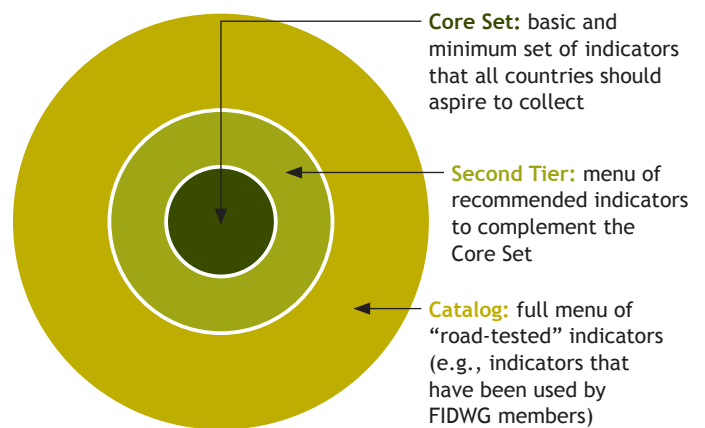 Core Set: basic and
minimum set of indicators
that all countries should
aspire to collect
Second Tier: menu of
recommended indicators
to complement the
Core Set
Catalog: full menu of
“road-tested” indicators
(e.g., indicators that
have been used by
FIDWG members)